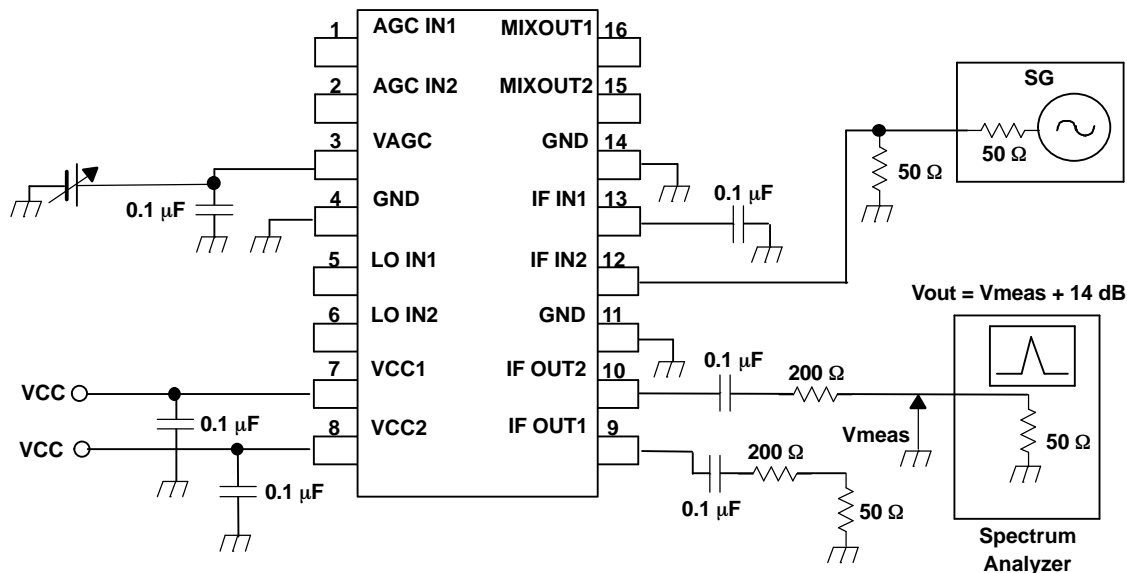 1 AGC IN1 MIXOUT1 16
2 AGC IN2 MIXOUT2 15
SG
3 VAGC GND 14
50 Ω
50 Ω
0.1 μF
4 GND IF IN1 13
0.1 μF
5 LO IN1 IF IN2 12
Vout = Vmeas + 14 dB
6 LO IN2 GND 11
0.1 μF
7 VCC1 IF OUT2 10
200 Ω
VCC
0.1 μF
8 VCC2 IF OUT1 9
Vmeas
50 Ω
VCC
200 Ω
0.1 μF
0.1 μF
50 Ω
Spectrum
Analyzer